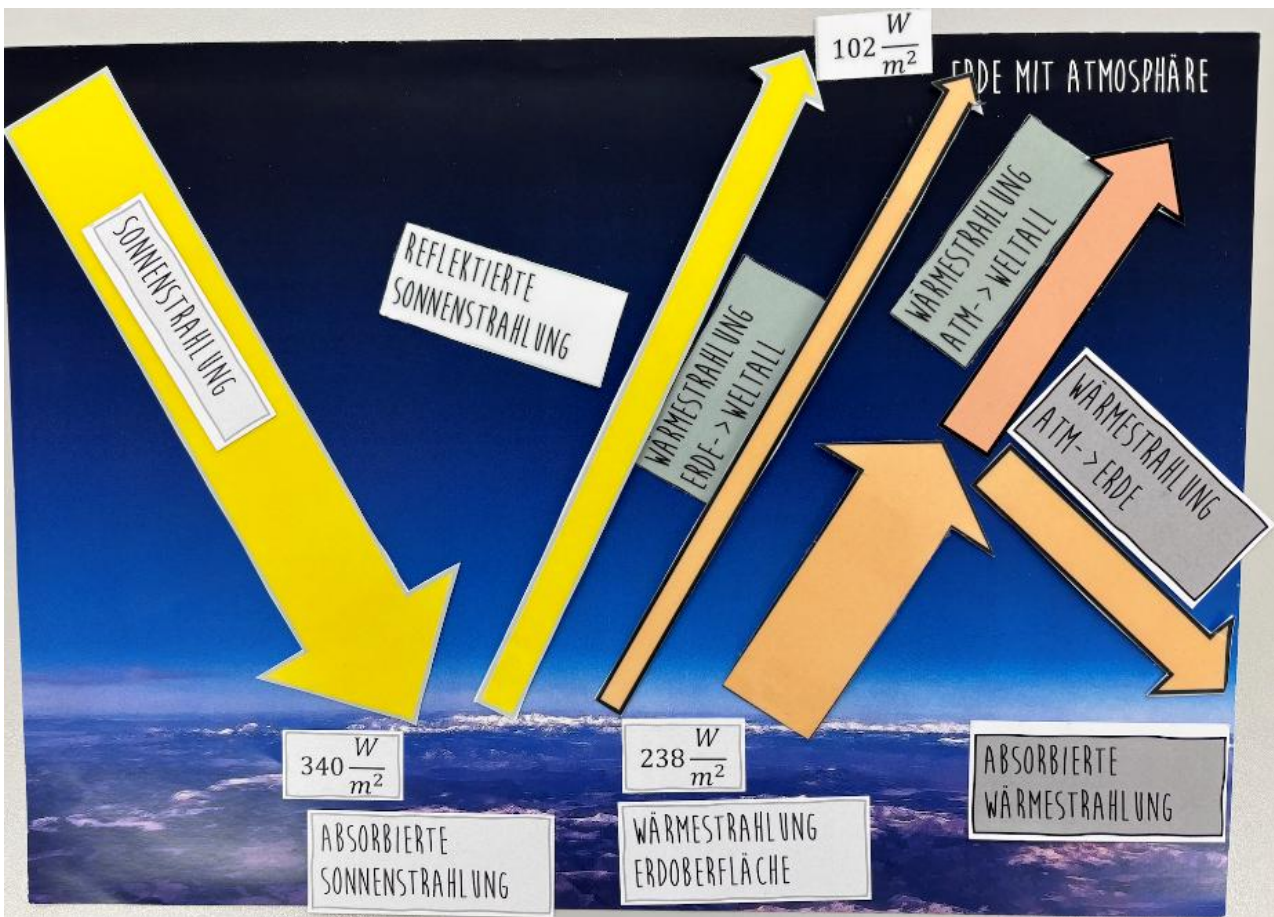 102 W/m²
ERDE MIT ATMOSPHÄRE
SONNENSTRAHLUNG
REFLEKTIERTE
SONNENSTRAHLUNG
WÄRMESTRAHLUNG
ERDE-> WELTALL
WÄRMESTRAHLUNG
ATM-> WELTALL
WÄRMESTRAHLUNG
ATM-> ERDE
340 W/m²
ABSORBIERTE
SONNENSTRAHLUNG
238 W/m²
WÄRMESTRAHLUNG
ERDOBERFLÄCHE
ABSORBIERTE
WÄRMESTRAHLUNG